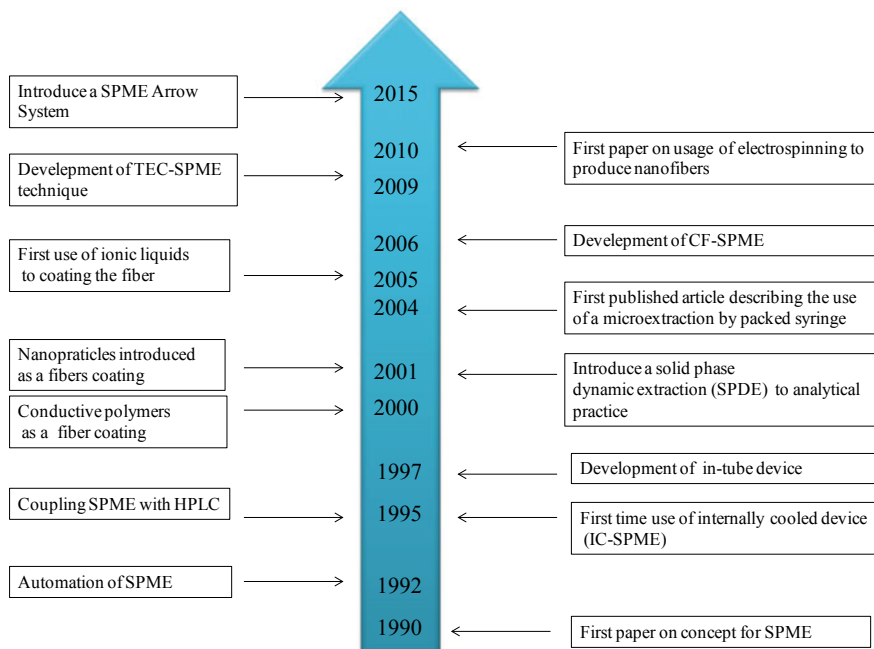 2015
Introduce a SPME Arrow
System
2010
First paper on usage of electrospinning to
produce nanofibers
Develepment of TEC-SPME
technique
2009
2006
Develepment of CF-SPME
First use of ionic liquids
to coating the fiber
2005
2004
First published article describing the use
of a microextraction by packed syringe
Nanopraticles introduced
as a fibers coating
2001
Introduce a solid phase
dynamic extraction (SPDE) to analytical
practice
Conductive polymers
as a fiber coating
2000
1997
Development of in-tube device
Coupling SPME with HPLC
1995
First time use of internally cooled device
(IC-SPME)
Automation of SPME
1992
1990
First paper on concept for SPME